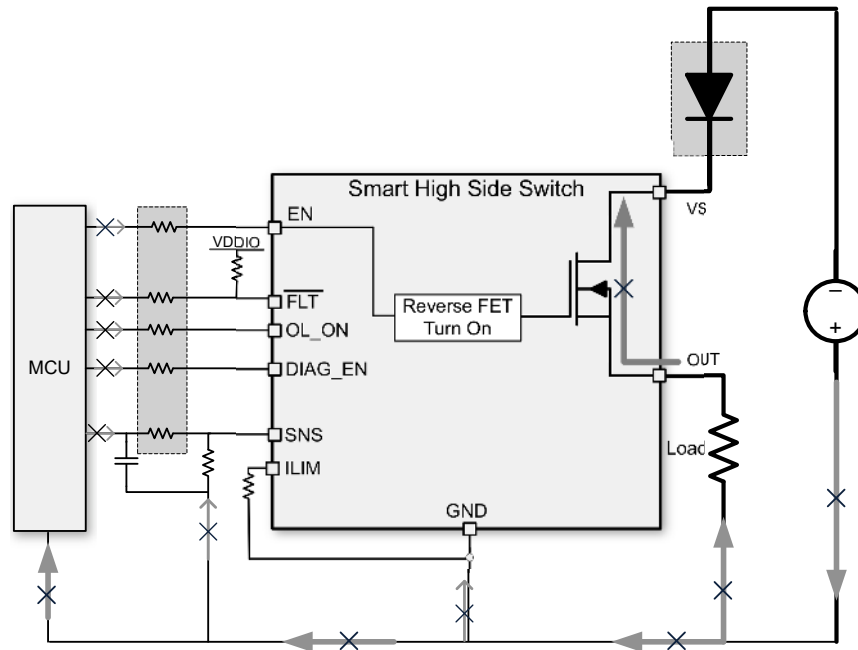 Smart High Side Switch
VS
EN
VDDIO
FLT
OL_ON
DIAG_EN
SNS
ILIM
MCU
Reverse FET
Turn On
OUT
Load
GND
−
+